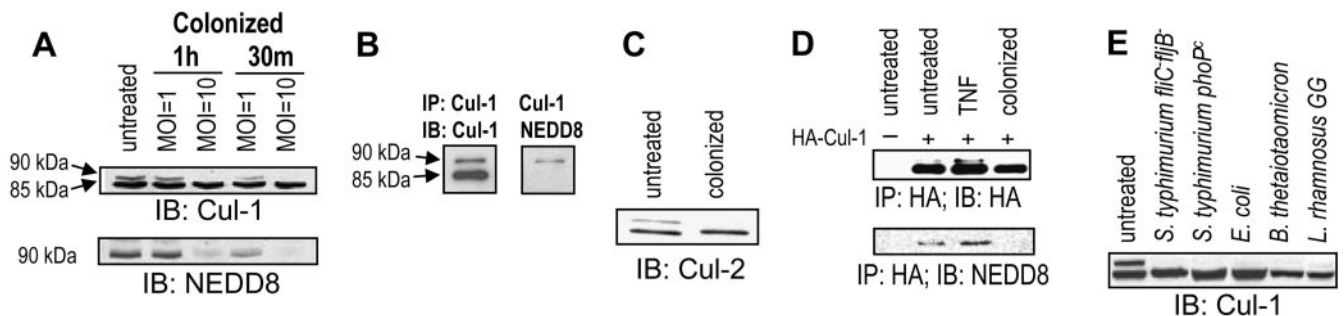 A
Colonized
1h 30m
untreated
MOI=1
MOI=10
MOI=1
MOI=10
90 kDa
85 kDa
IB: Cul-1
90 kDa
IB: NEDD8
B
IP: Cul-1 Cul-1
IB: Cul-1 NEDD8
90 kDa
85 kDa
C
untreated
colonized
IB: Cul-2
D
untreated
untreated
TNF
colonized
HA-Cul-1 – + + +
IP: HA; IB: HA
IP: HA; IB: NEDD8
E
untreated
S. typhimurium fliC-fljB-
S. typhimurium phoPc
E. coli
B. thetaiotaomicron
L. rhamnosus GG
IB: Cul-1